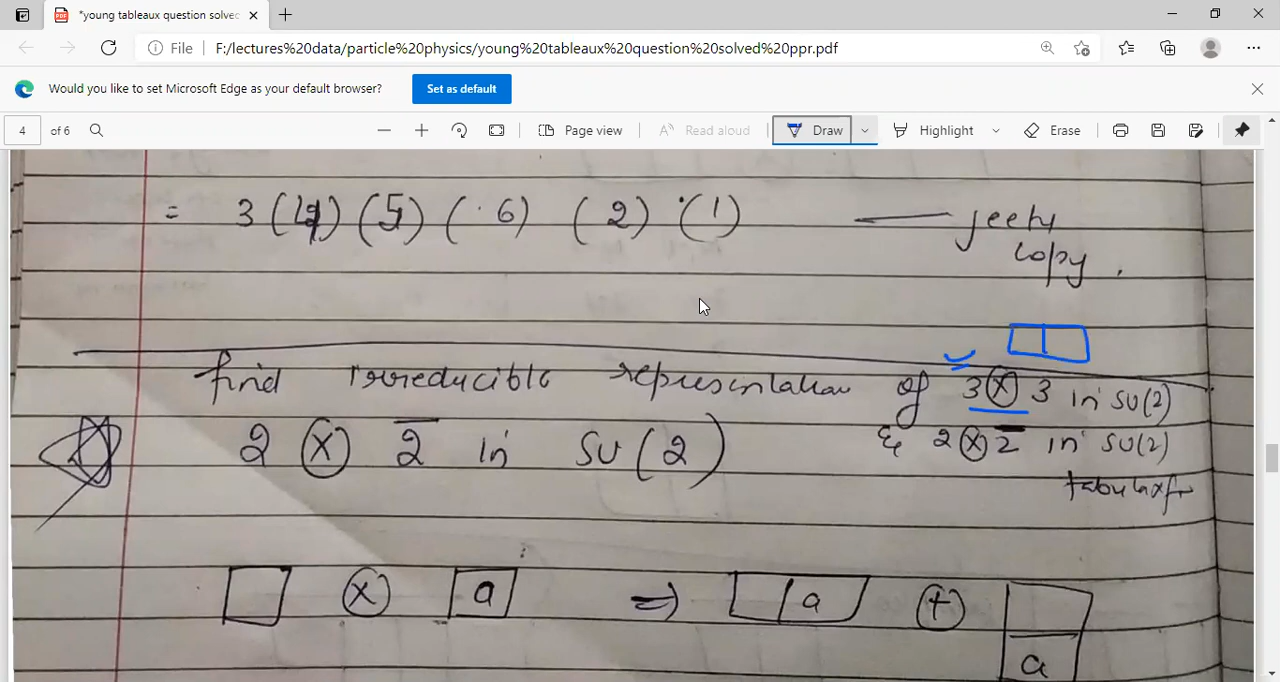 *young tableaux question solved
File F:/lectures%20data/particle%20physics/young%20tableaux%20question%20solved%20ppr.pdf
Would you like to set Microsoft Edge as your default browser? Set as default
4 of 6 Page view Read aloud Draw Highlight Erase
= 3 (4) (5) (·6) (2) ·(1)
copy.
find irreducible representation of 3 ⊗ 3 in SU(2)
& 2 ⊗ 2̅ in SU(2)
2 ⊗ 2̅ in SU(2)
⊗ a ⇒ a ⊕
a